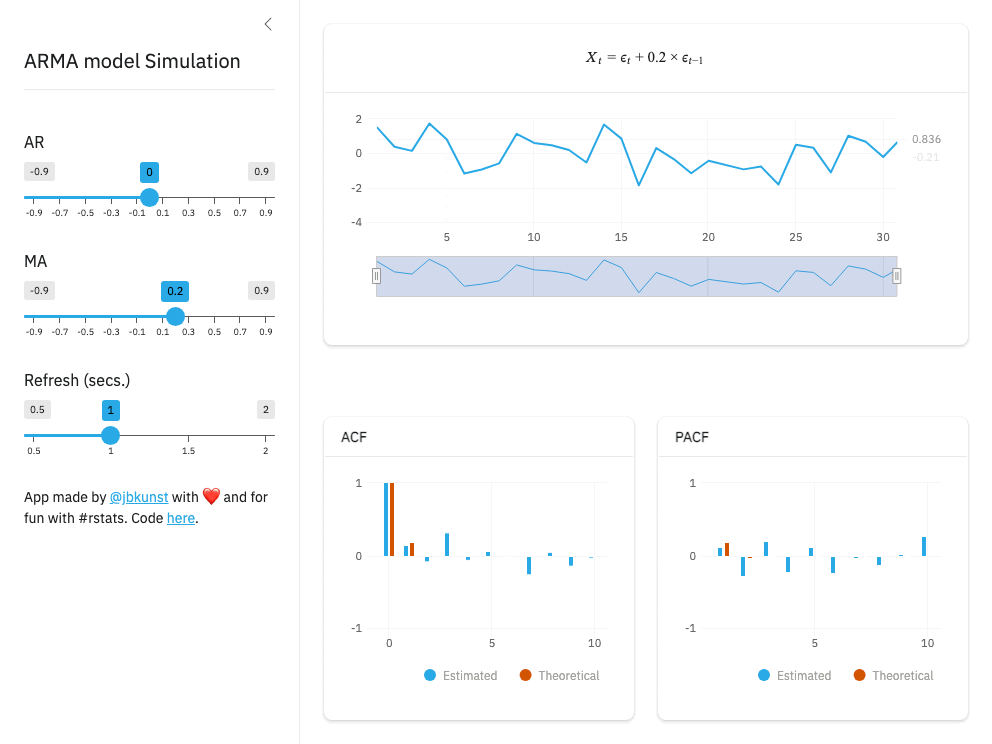 ARMA model Simulation
AR
-0.9 0 0.9
-0.9 -0.7 -0.5 -0.3 -0.1 0.1 0.3 0.5 0.7 0.9
MA
-0.9 0.2 0.9
-0.9 -0.7 -0.5 -0.3 -0.1 0.1 0.3 0.5 0.7 0.9
Refresh (secs.)
0.5 1 2
0.5 1 1.5 2
App made by @jbkunst with ❤️ and for
fun with #rstats. Code here.
Xₜ = ϵₜ + 0.2 × ϵₜ₋₁
2
0
-2
-4
0.836
-0.21
5 10 15 20 25 30
ACF
1
0
-1
0 5 10
Estimated Theoretical
PACF
1
0
-1
5 10
Estimated Theoretical